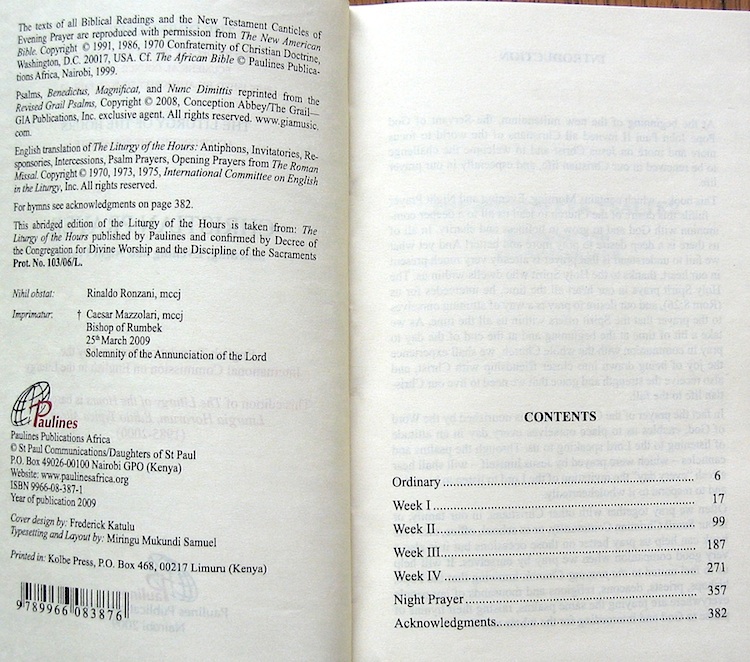 The texts of all Biblical Readings and the New Testament Canticles of
Evening Prayer are reproduced with permission from The New American
Bible. Copyright © 1991, 1986, 1970 Confraternity of Christian Doctrine,
Washington, D.C. 20017, USA. Cf. The African Bible © Paulines Publica-
tions Africa, Nairobi, 1999.
Psalms, Benedictus, Magnificat, and Nunc Dimittis reprinted from the
Revised Grail Psalms, Copyright © 2008, Conception Abbey/The Grail—
GIA Publications, Inc. exclusive agent. All rights reserved. www.giamusic.
com.
English translation of The Liturgy of the Hours: Antiphons, Invitatories, Re-
sponsories, Intercessions, Psalm Prayers, Opening Prayers from The Roman
Missal. Copyright © 1970, 1973, 1975, International Committee on English
in the Liturgy, Inc. All rights reserved.
For hymns see acknowledgments on page 382.
This abridged edition of the Liturgy of the Hours is taken from: The
Liturgy of the Hours published by Paulines and confirmed by Decree of
the Congregation for Divine Worship and the Discipline of the Sacraments
Prot. No. 103/06/L.
Nihil obstat: Rinaldo Ronzani, mccj
Imprimatur: † Caesar Mazzolari, mccj
Bishop of Rumbek
25th March 2009
Solemnity of the Annunciation of the Lord
Paulines
Paulines Publications Africa
© St Paul Communications/Daughters of St Paul
P.O. Box 49026-00100 Nairobi GPO (Kenya)
Website: www.paulinesafrica.org
ISBN 9966-08-387-1
Year of publication 2009
Cover design by: Frederick Katulu
Typesetting and Layout by: Miringu Mukundi Samuel
Printed in: Kolbe Press, P.O. Box 468, 00217 Limuru (Kenya)
9789966083876
CONTENTS
Ordinary 6
Week I 17
Week II 99
Week III 187
Week IV 271
Night Prayer 357
Acknowledgments 382